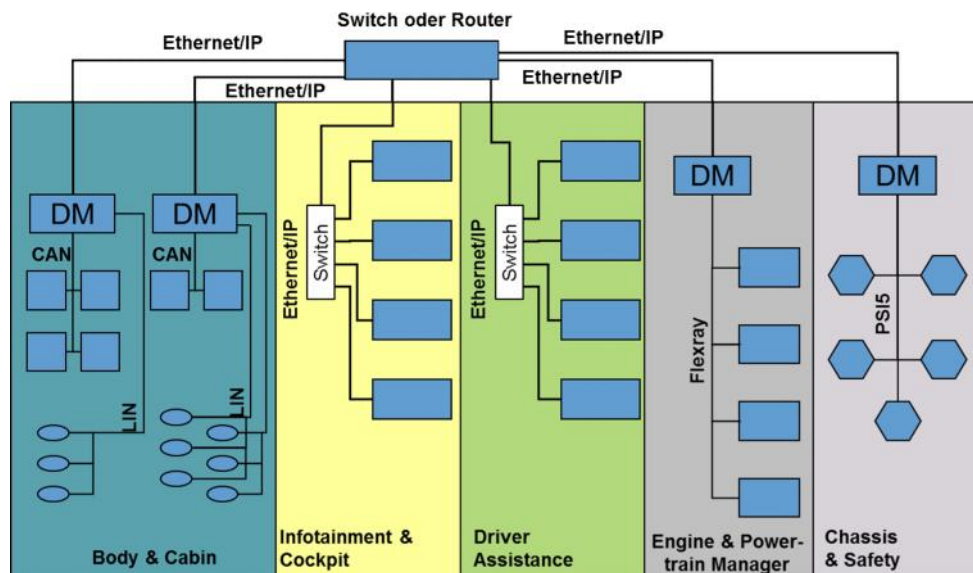 Switch oder Router
Ethernet/IP
Ethernet/IP
Ethernet/IP
Ethernet/IP
DM
DM
DM
DM
CAN
CAN
Switch
Ethernet/IP
Switch
Ethernet/IP
Flexray
PSI5
LIN
LIN
Body & Cabin
Infotainment &
Cockpit
Driver
Assistance
Engine & Power-
train Manager
Chassis
& Safety